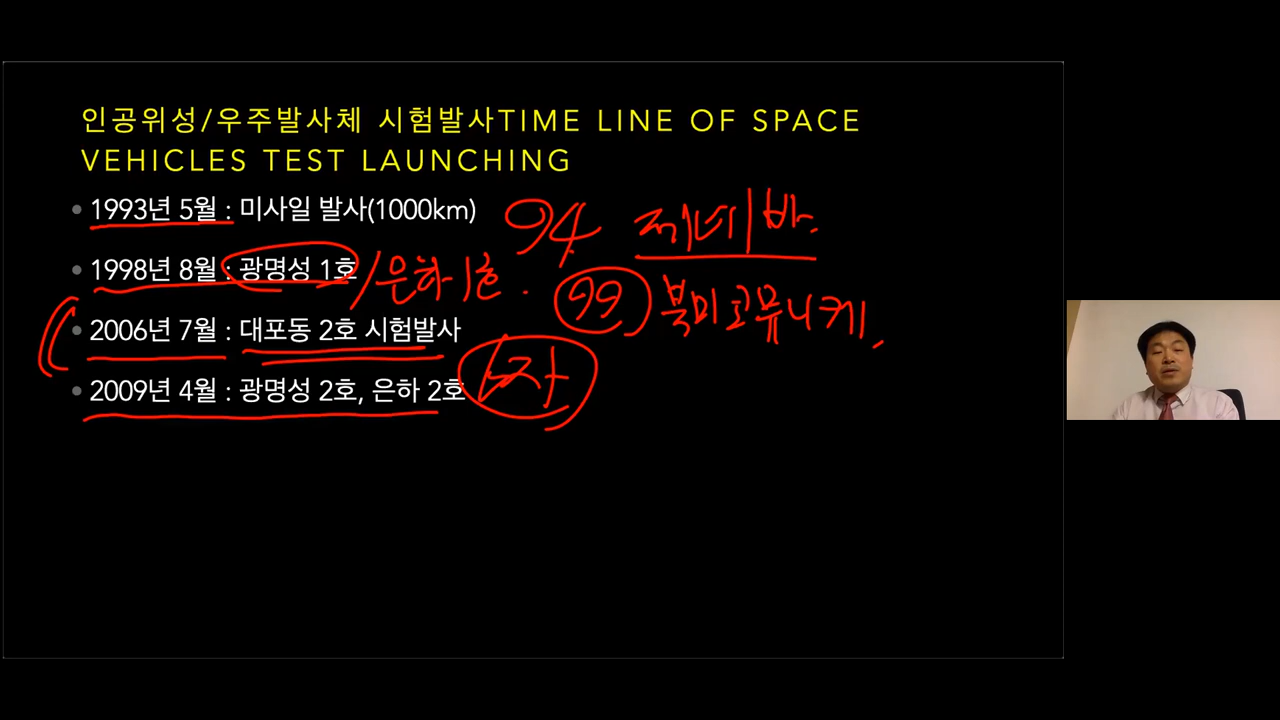 인공위성/우주발사체 시험발사TIME LINE OF SPACE
VEHICLES TEST LAUNCHING
1993년 5월 : 미사일 발사(1000km)
94 제네바.
1998년 8월 : 광명성 1호 /은하 1호.
99 북미코뮤니케,
2006년 7월 : 대포동 2호 시험발사
2009년 4월 : 광명성 2호, 은하 2호